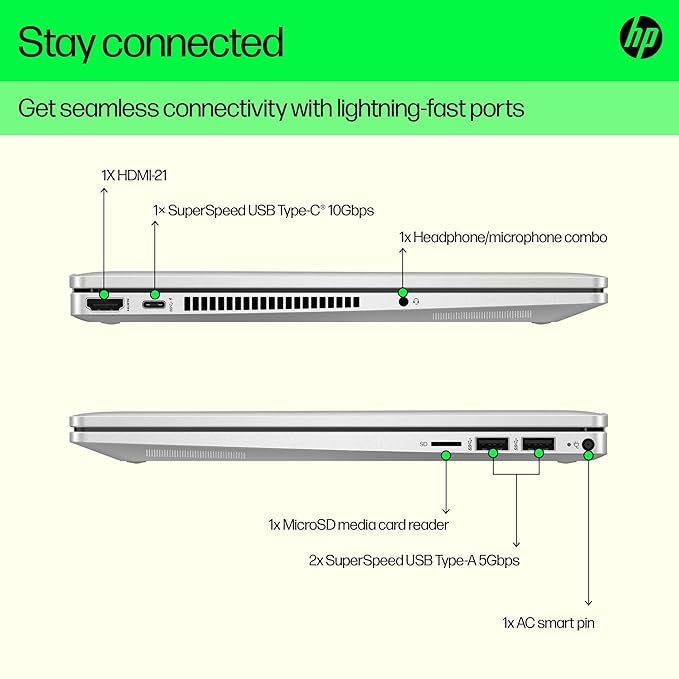 Stay connected
hp
Get seamless connectivity with lightning-fast ports
1X HDMI-21
1× SuperSpeed USB Type-C® 10Gbps
1x Headphone/microphone combo
SD
1x MicroSD media card reader
2x SuperSpeed USB Type-A 5Gbps
1x AC smart pin